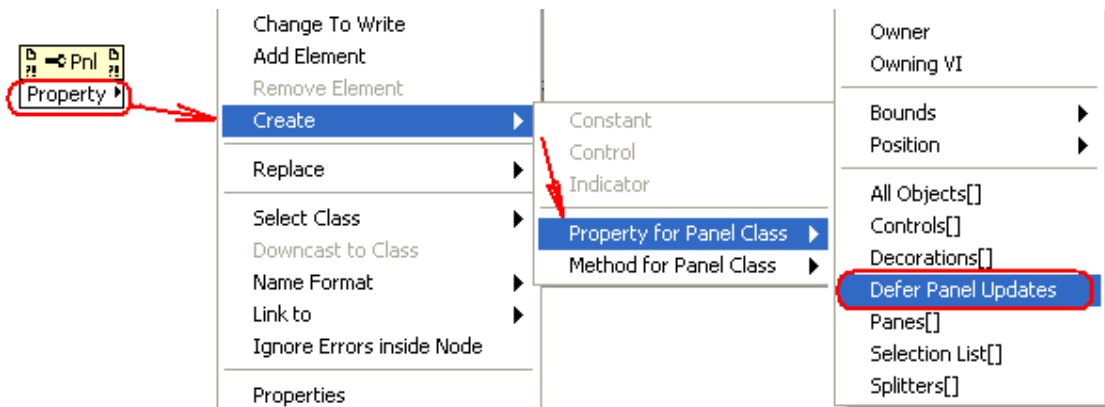 Pnl
Property
Change To Write
Add Element
Remove Element
Create
Replace
Select Class
Downcast to Class
Name Format
Link to
Ignore Errors inside Node
Properties
Constant
Control
Indicator
Property for Panel Class
Method for Panel Class
Owner
Owning VI
Bounds
Position
All Objects[]
Controls[]
Decorations[]
Defer Panel Updates
Panes[]
Selection List[]
Splitters[]